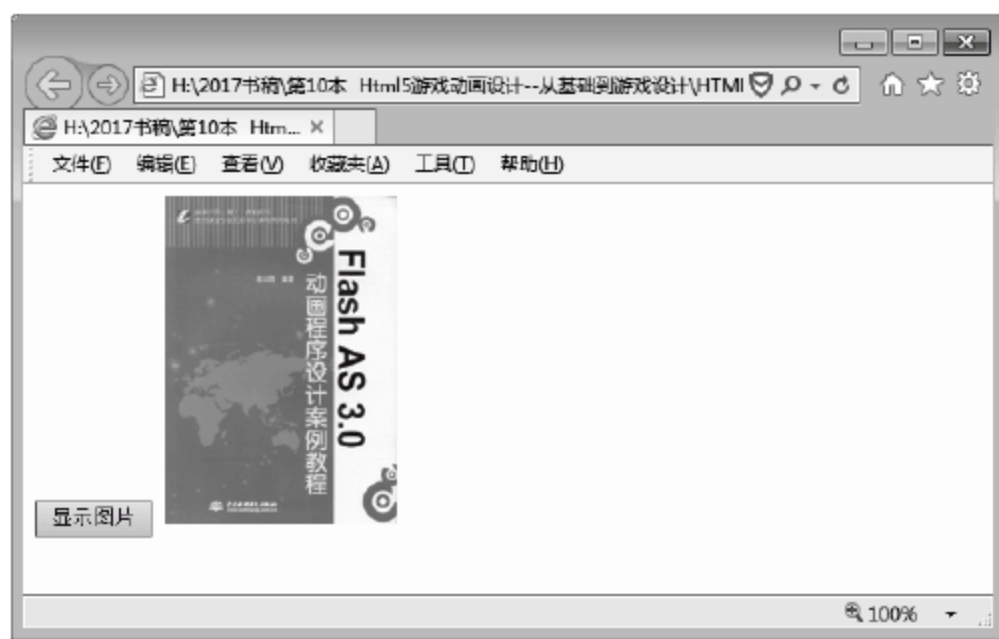 H:\2017书稿\第10本 Html5游戏动画设计--从基础到游戏设计\HTMl
H:\2017书稿\第10本 Htm...
文件(F) 编辑(E) 查看(V) 收藏夹(A) 工具(T) 帮助(H)
Flash AS 3.0
动画程序设计案例教程
显示图片
100%